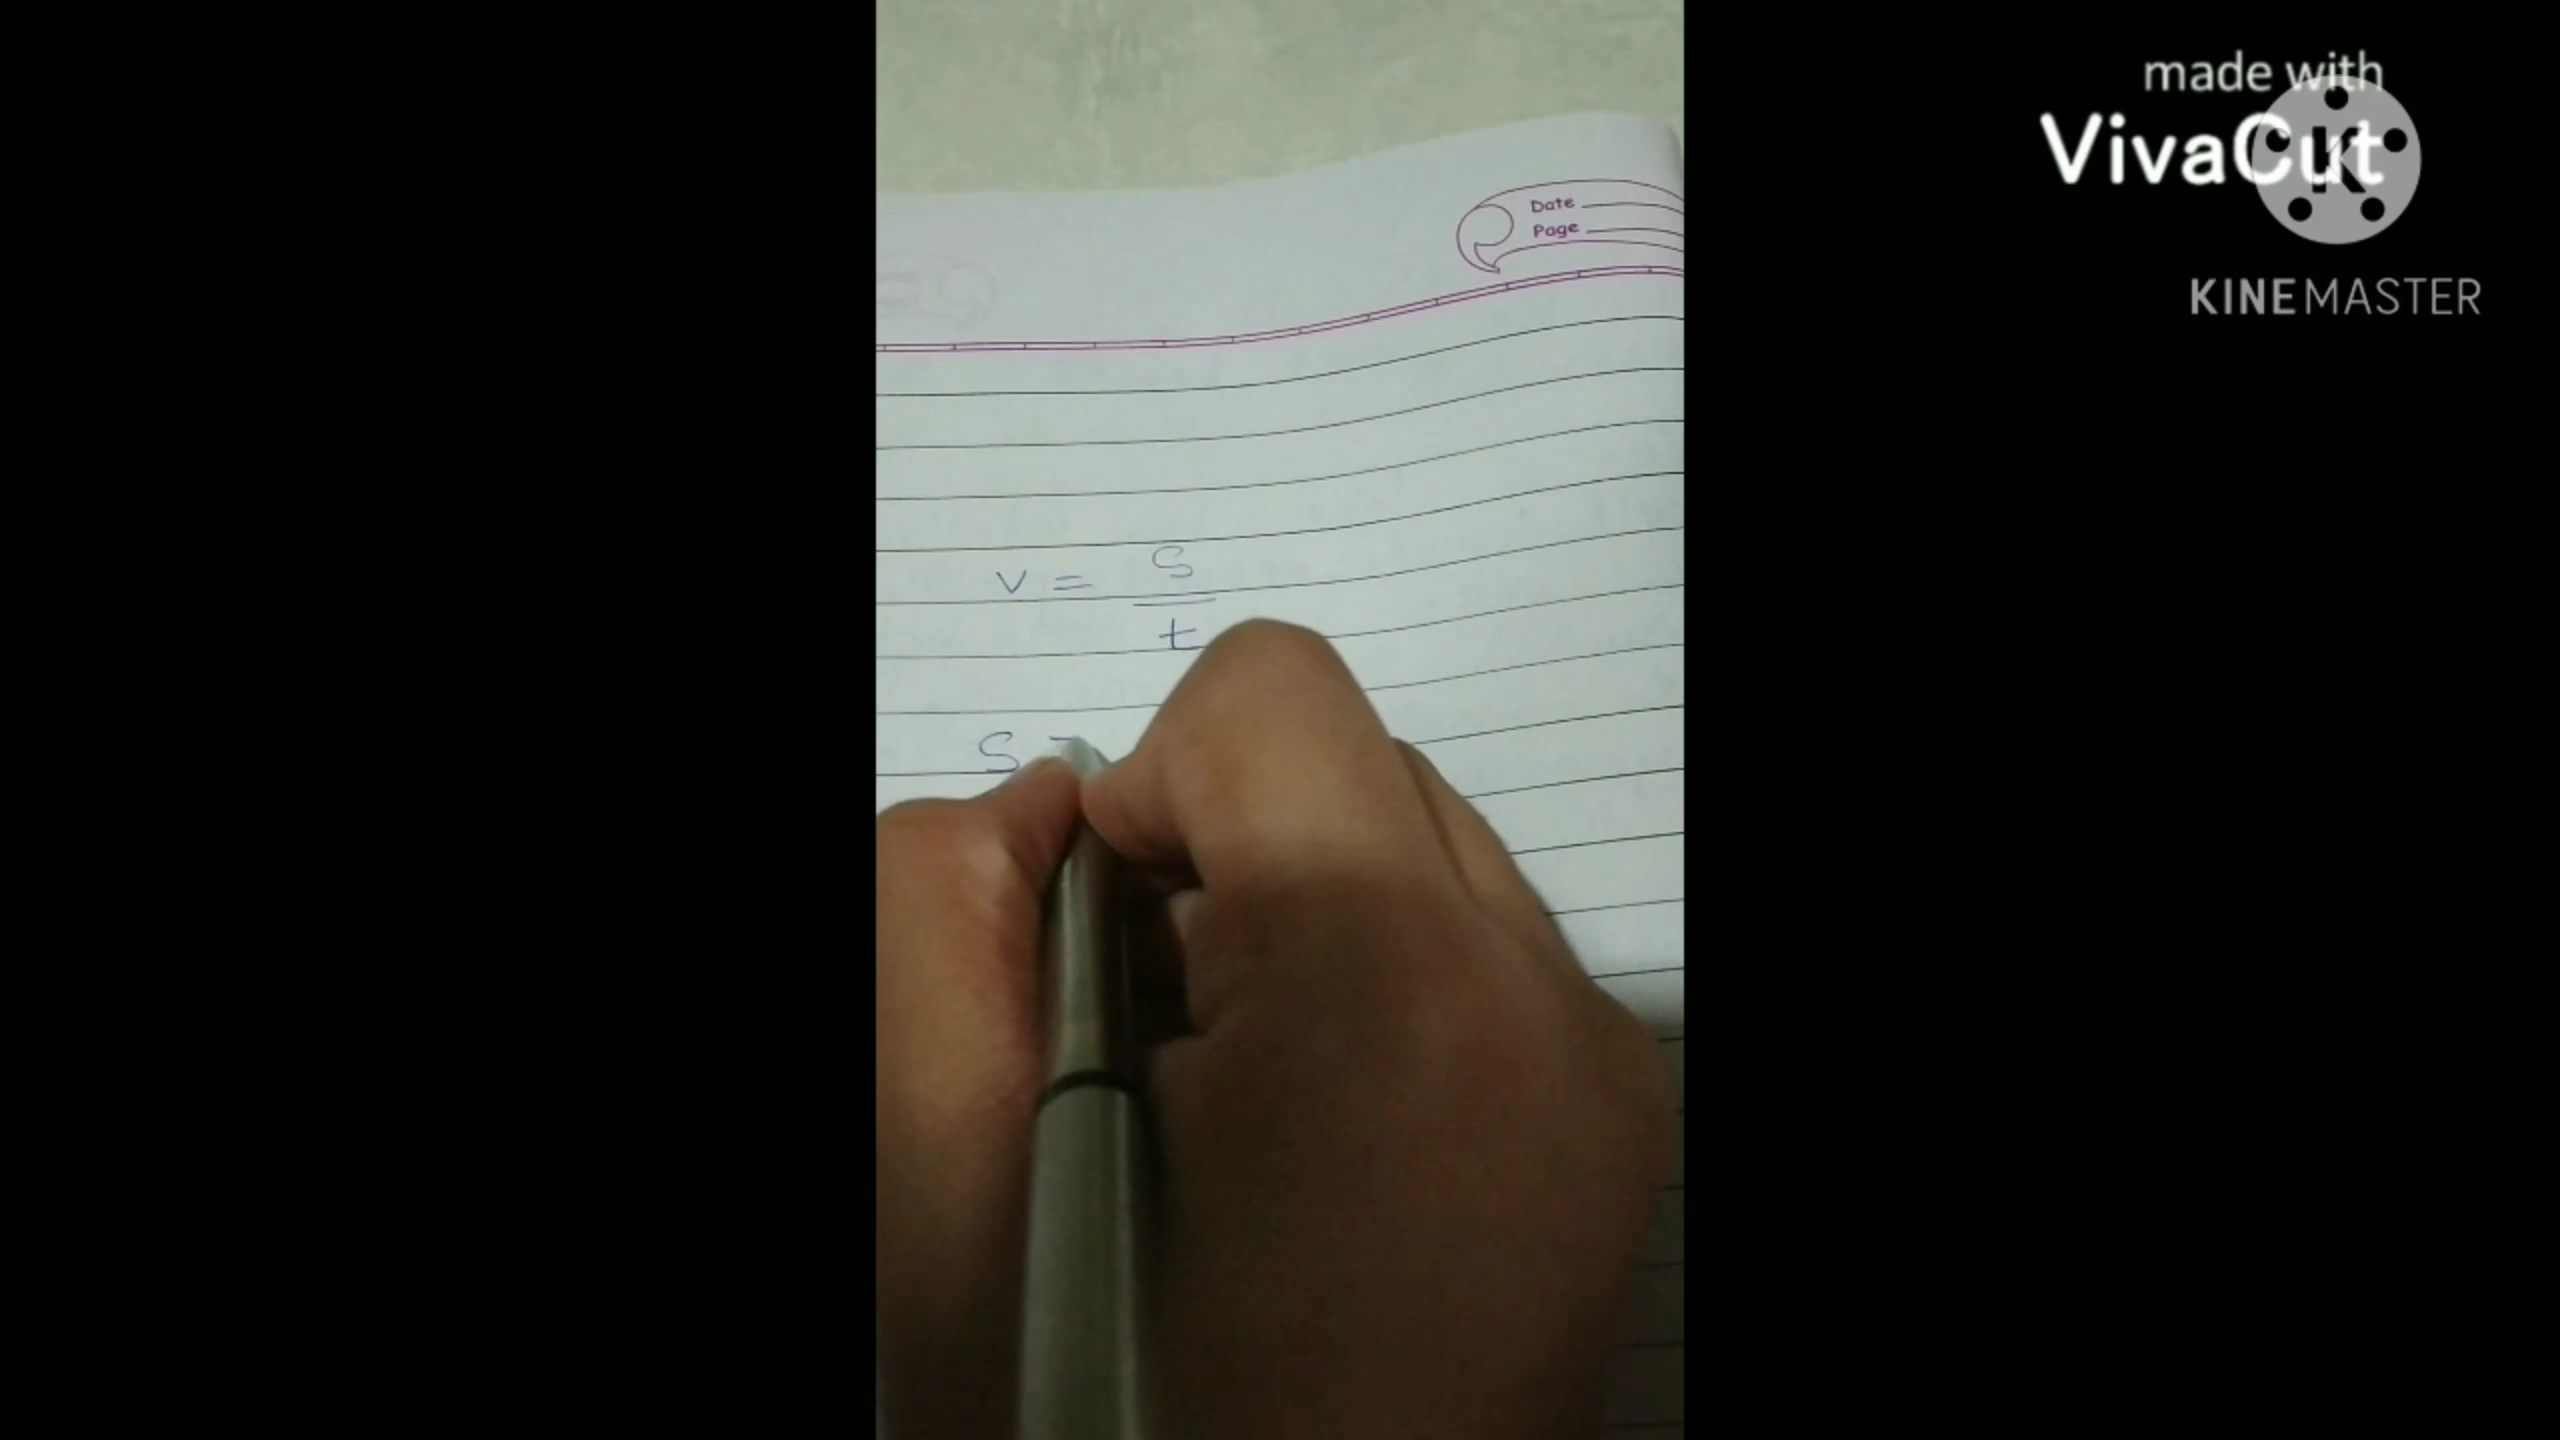 made with
VivaCut
KINEMASTER
Date
Page
v = s
t
S